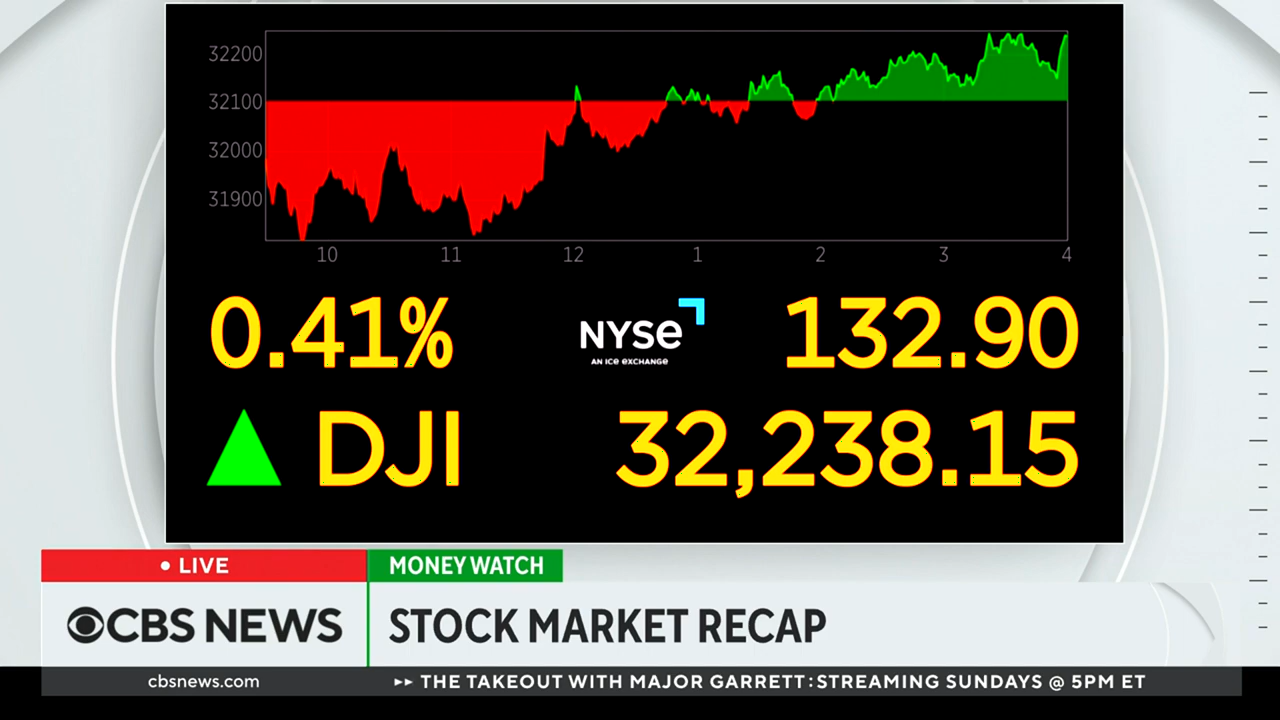 32200
32100
32000
31900
10 11 12 1 2 3 4
0.41% NYSE 132.90
AN ICE EXCHANGE
DJI 32,238.15
• LIVE MONEY WATCH
CBS NEWS STOCK MARKET RECAP
cbsnews.com THE TAKEOUT WITH MAJOR GARRETT: STREAMING SUNDAYS @ 5PM ET